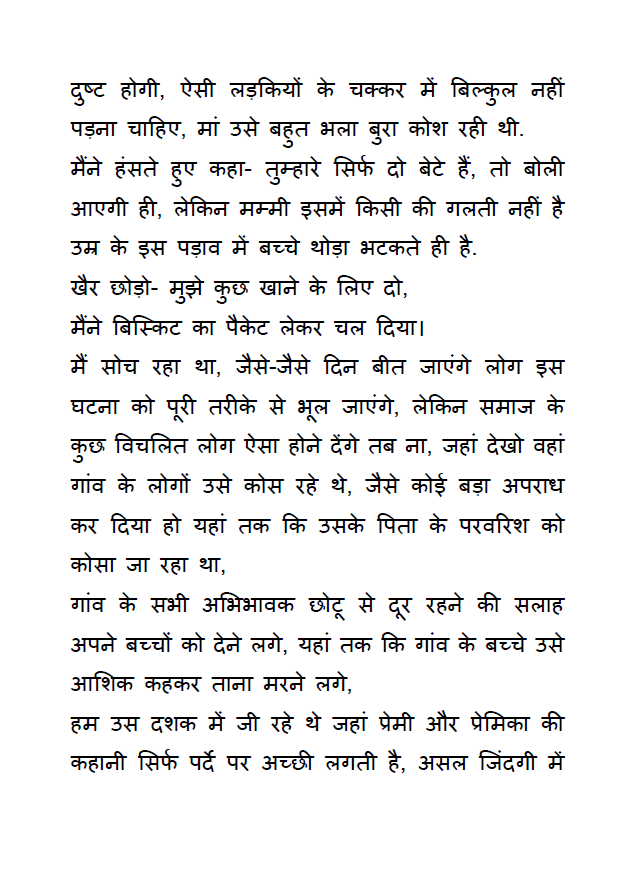 दुष्ट होगी, ऐसी लड़कियों के चक्कर में बिल्कुल नहीं
पड़ना चाहिए, मां उसे बहुत भला बुरा कोश रही थी.
मैंने हंसते हुए कहा- तुम्हारे सिर्फ दो बेटे हैं, तो बोली
आएगी ही, लेकिन मम्मी इसमें किसी की गलती नहीं है
उम्र के इस पड़ाव में बच्चे थोड़ा भटकते ही है.
खैर छोड़ो- मुझे कुछ खाने के लिए दो,
मैंने बिस्किट का पैकेट लेकर चल दिया।
मैं सोच रहा था, जैसे-जैसे दिन बीत जाएंगे लोग इस
घटना को पूरी तरीके से भूल जाएंगे, लेकिन समाज के
कुछ विचलित लोग ऐसा होने देंगे तब ना, जहां देखो वहां
गांव के लोगों उसे कोस रहे थे, जैसे कोई बड़ा अपराध
कर दिया हो यहां तक कि उसके पिता के परवरिश को
कोसा जा रहा था,
गांव के सभी अभिभावक छोटू से दूर रहने की सलाह
अपने बच्चों को देने लगे, यहां तक कि गांव के बच्चे उसे
आशिक कहकर ताना मरने लगे,
हम उस दशक में जी रहे थे जहां प्रेमी और प्रेमिका की
कहानी सिर्फ पर्दे पर अच्छी लगती है, असल जिंदगी में